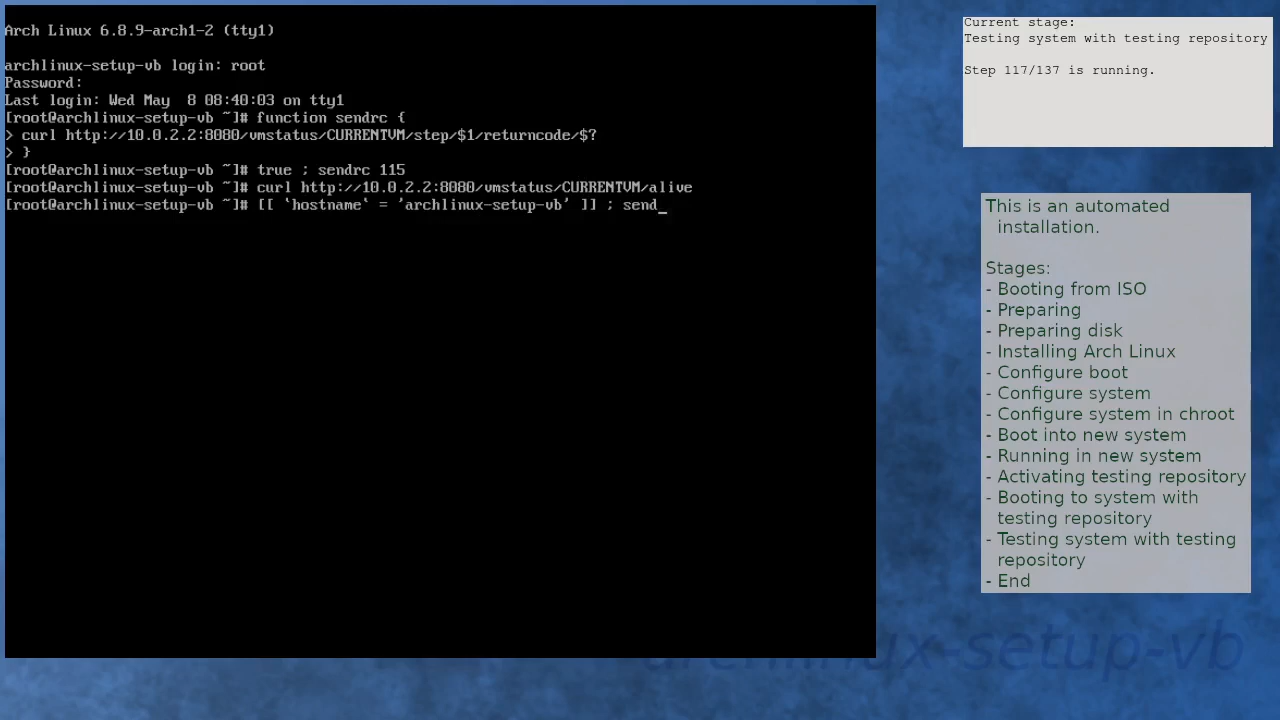 Arch Linux 6.8.9-arch1-2 (tty1)
archlinux-setup-vb login: root
Password:
Last login: Wed May  8 08:40:03 on tty1
[root@archlinux-setup-vb ~]# function sendrc {
> curl http://10.0.2.2:8080/vmstatus/CURRENTVM/step/$1/returncode/$?
> }
[root@archlinux-setup-vb ~]# true ; sendrc 115
[root@archlinux-setup-vb ~]# curl http://10.0.2.2:8080/vmstatus/CURRENTVM/alive
[root@archlinux-setup-vb ~]# [[ `hostname` = 'archlinux-setup-vb' ]] ; send_
Current stage:
Testing system with testing repository
Step 117/137 is running.
This is an automated
installation.
Stages:
- Booting from ISO
- Preparing
- Preparing disk
- Installing Arch Linux
- Configure boot
- Configure system
- Configure system in chroot
- Boot into new system
- Running in new system
- Activating testing repository
- Booting to system with
testing repository
- Testing system with testing
repository
- End
archlinux-setup-vb